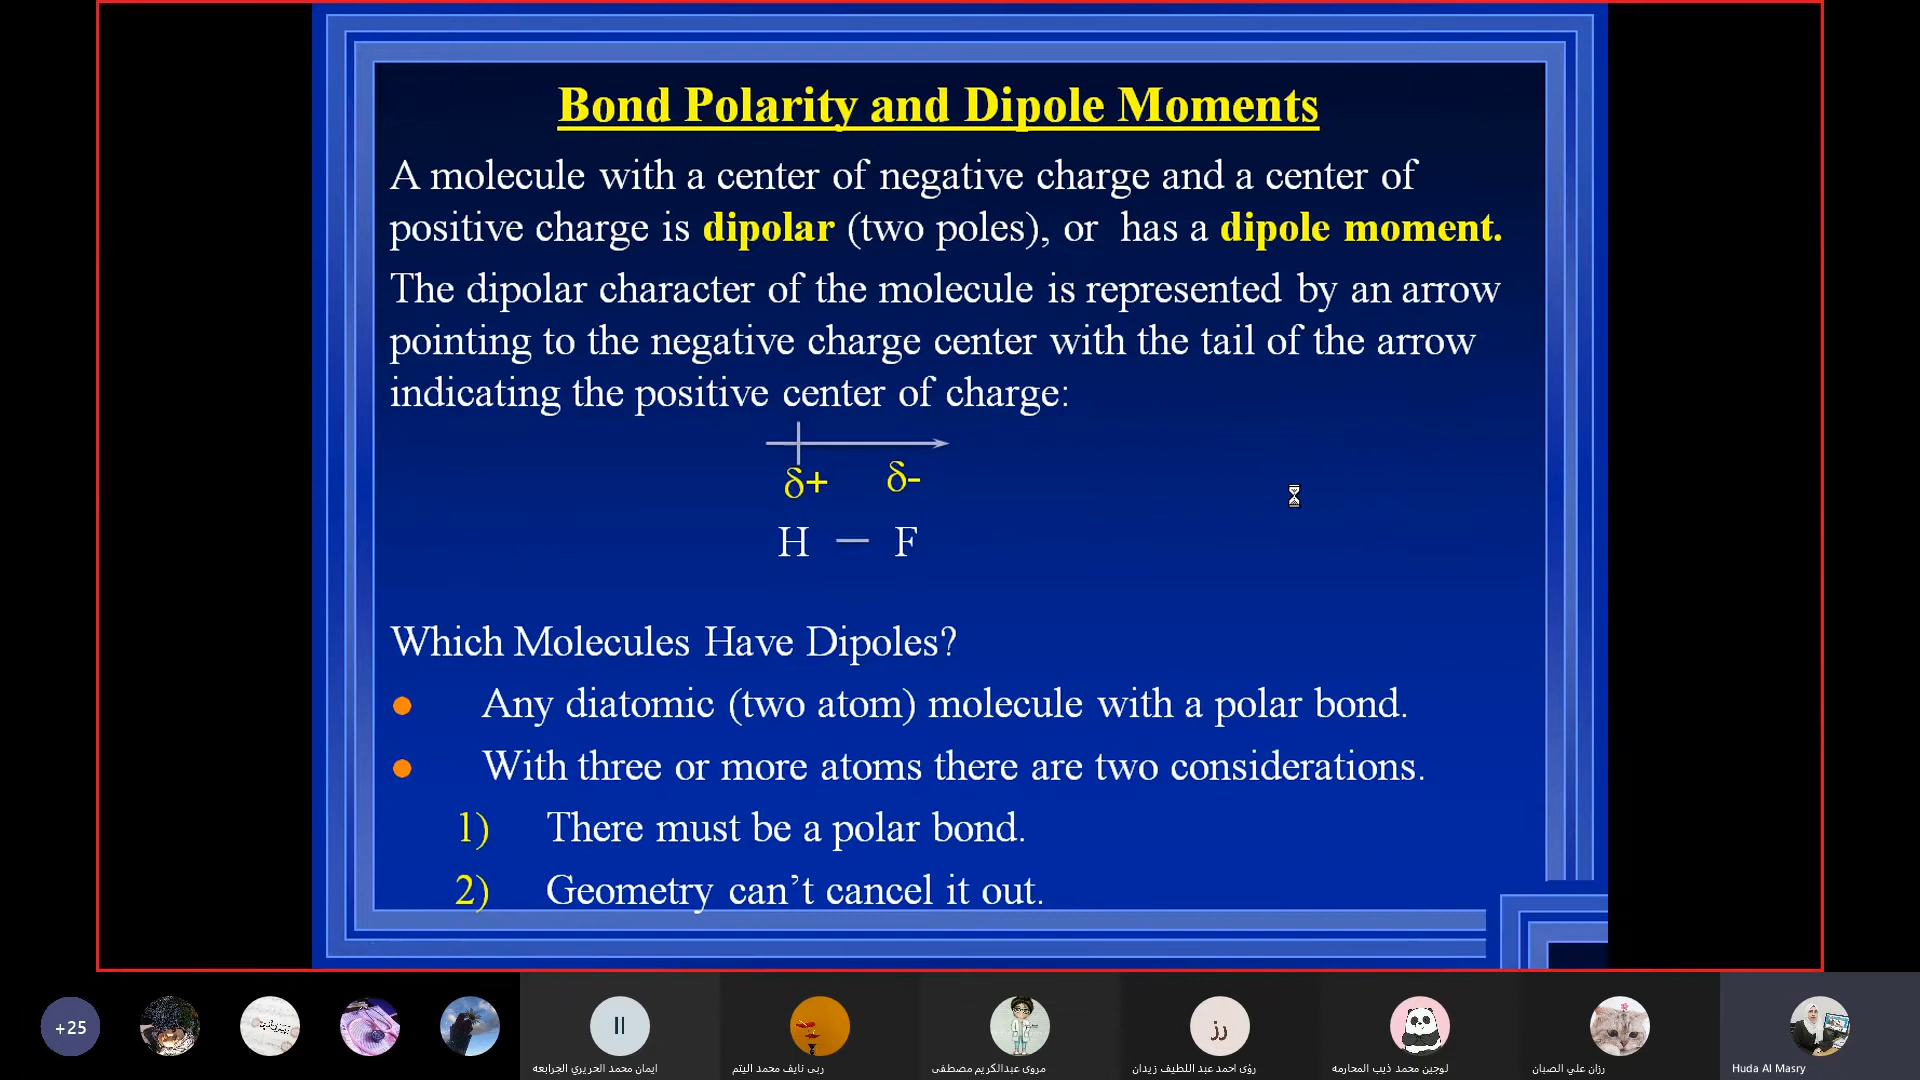 Bond Polarity and Dipole Moments
A molecule with a center of negative charge and a center of
positive charge is dipolar (two poles), or has a dipole moment.
The dipolar character of the molecule is represented by an arrow
pointing to the negative charge center with the tail of the arrow
indicating the positive center of charge:
δ+ δ-
H – F
Which Molecules Have Dipoles?
Any diatomic (two atom) molecule with a polar bond.
With three or more atoms there are two considerations.
1) There must be a polar bond.
2) Geometry can't cancel it out.
+25
اا
رز
ايمان محمد الحريري الجرابعه
ربى نايف محمد اليتم
مروى عبدالكريم مصطفى
رؤى احمد عبد اللطيف زيدان
لوجين محمد ذيب المحارمه
رزان علي الصبان
Huda Al Masry